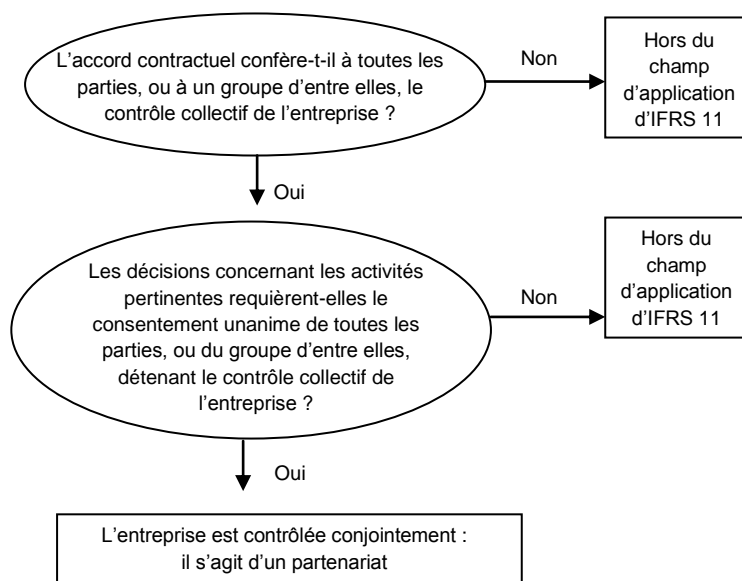 L'accord contractuel confère-t-il à toutes les
parties, ou à un groupe d'entre elles, le
contrôle collectif de l'entreprise ?
Non
Hors du
champ
d'application
d'IFRS 11
Oui
Les décisions concernant les activités
pertinentes requièrent-elles le
consentement unanime de toutes les
parties, ou du groupe d'entre elles,
détenant le contrôle collectif de
l'entreprise ?
Non
Hors du
champ
d'application
d'IFRS 11
Oui
L'entreprise est contrôlée conjointement :
il s'agit d'un partenariat